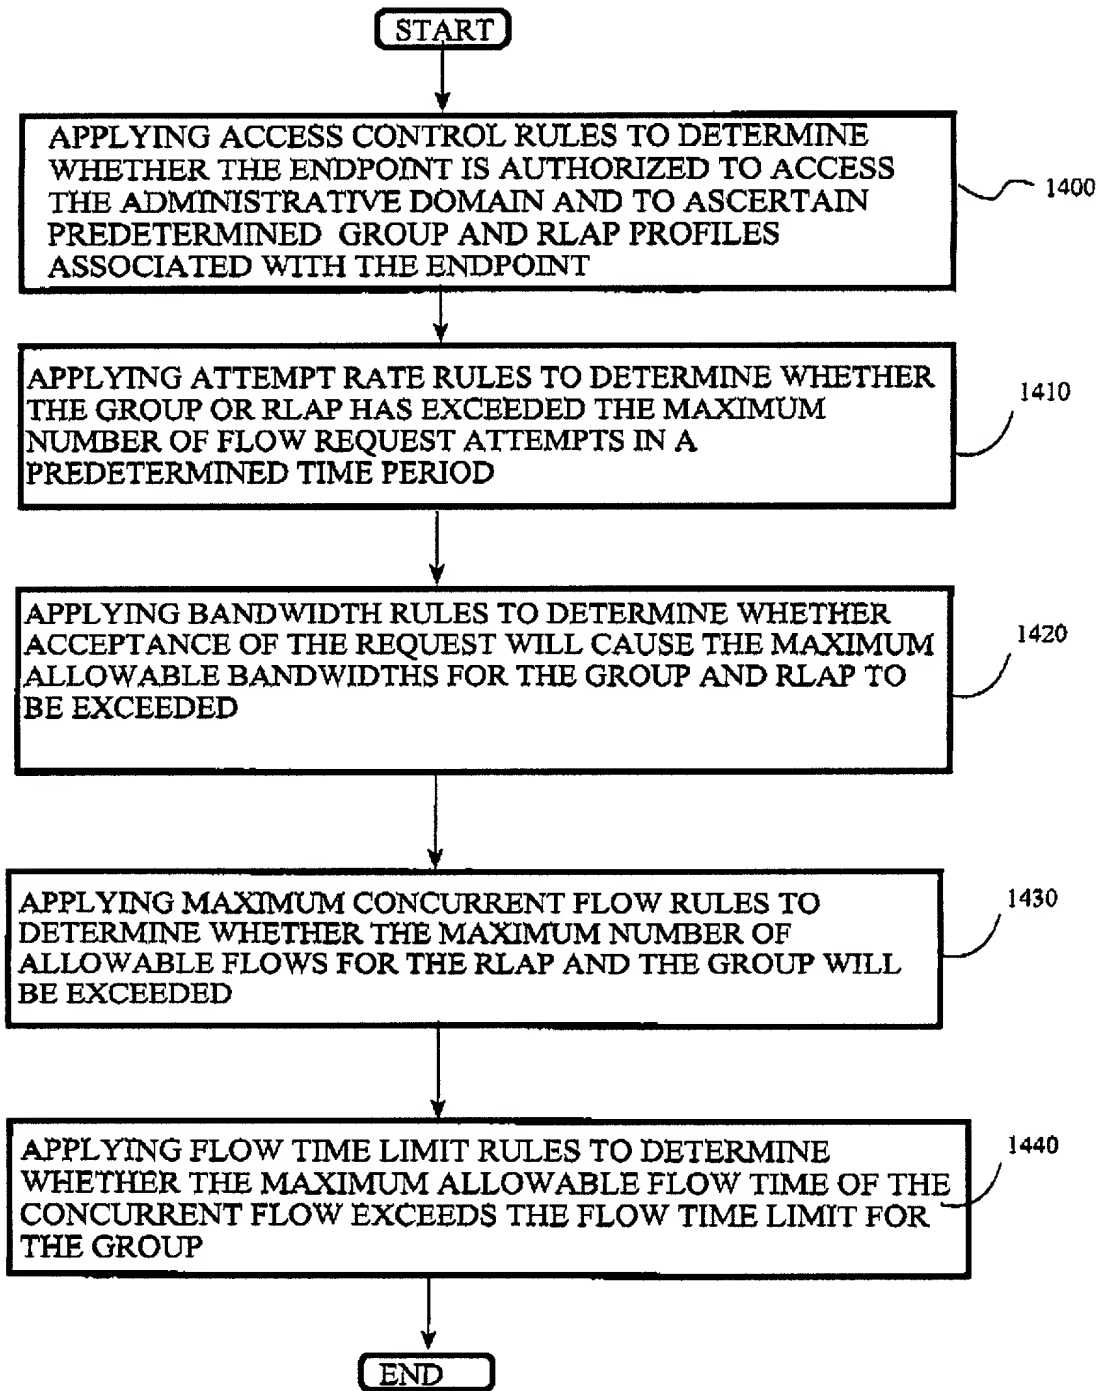 START
APPLYING ACCESS CONTROL RULES TO DETERMINE
WHETHER THE ENDPOINT IS AUTHORIZED TO ACCESS
THE ADMINISTRATIVE DOMAIN AND TO ASCERTAIN
PREDETERMINED GROUP AND RLAP PROFILES
ASSOCIATED WITH THE ENDPOINT
1400
APPLYING ATTEMPT RATE RULES TO DETERMINE WHETHER
THE GROUP OR RLAP HAS EXCEEDED THE MAXIMUM
NUMBER OF FLOW REQUEST ATTEMPTS IN A
PREDETERMINED TIME PERIOD
1410
APPLYING BANDWIDTH RULES TO DETERMINE WHETHER
ACCEPTANCE OF THE REQUEST WILL CAUSE THE MAXIMUM
ALLOWABLE BANDWIDTHS FOR THE GROUP AND RLAP TO
BE EXCEEDED
1420
APPLYING MAXIMUM CONCURRENT FLOW RULES TO
DETERMINE WHETHER THE MAXIMUM NUMBER OF
ALLOWABLE FLOWS FOR THE RLAP AND THE GROUP WILL
BE EXCEEDED
1430
APPLYING FLOW TIME LIMIT RULES TO DETERMINE
WHETHER THE MAXIMUM ALLOWABLE FLOW TIME OF THE
CONCURRENT FLOW EXCEEDS THE FLOW TIME LIMIT FOR
THE GROUP
1440
END